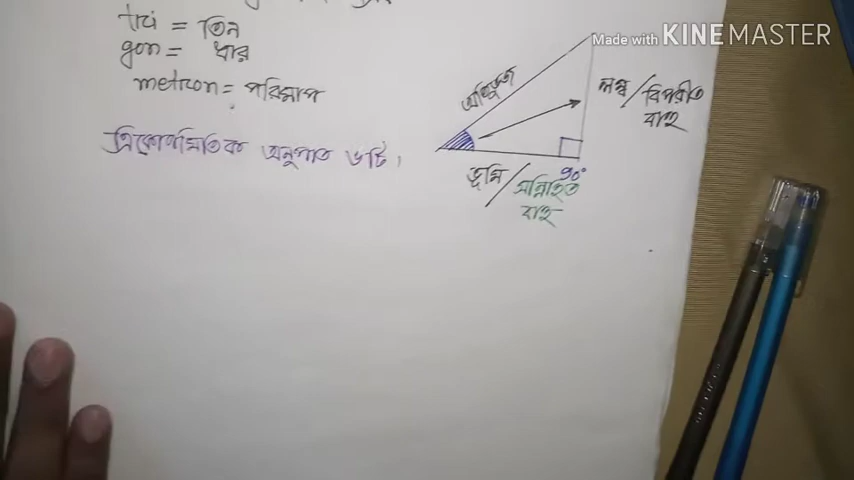 tri = তিন
gon = ধার
metron = পরিমাপ
ত্রিকোণমিতিক অনুপাত ৬টি।
অতিভুজ
লম্ব/বিপরীত
বাহু
90°
ভূমি/সন্নিহিত
বাহু
Made with KINEMASTER